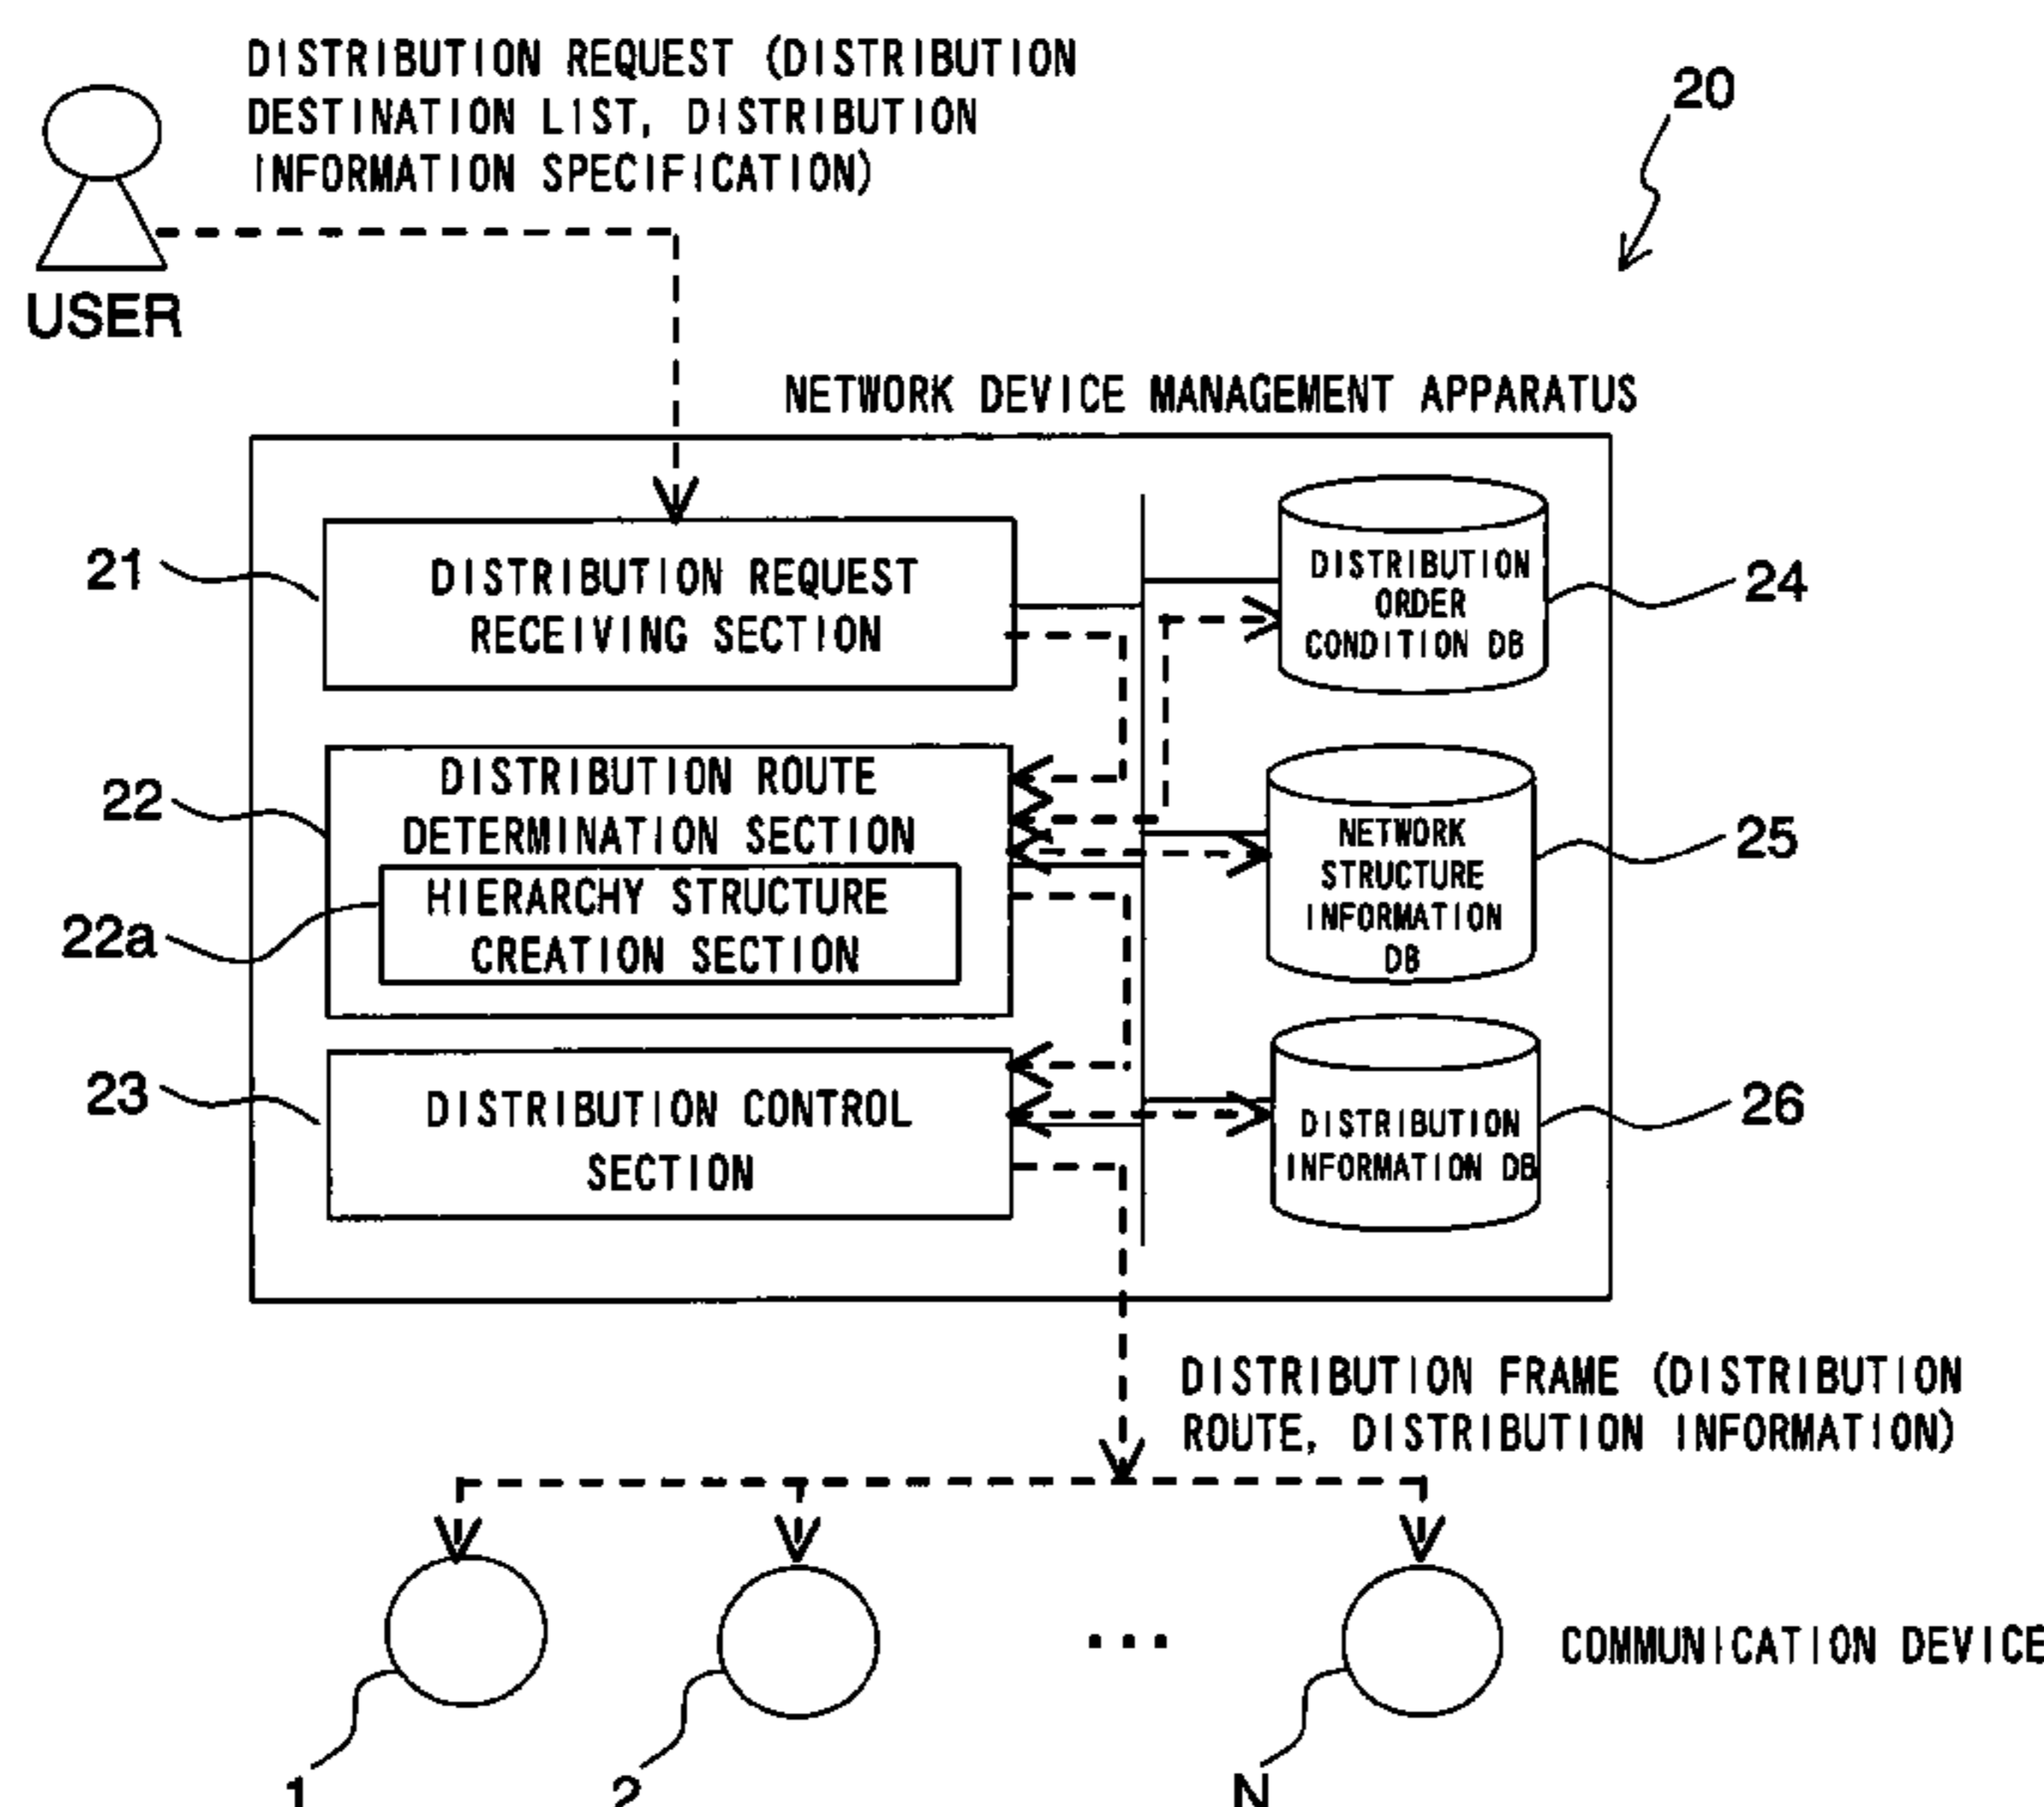 DISTRIBUTION REQUEST (DISTRIBUTION
DESTINATION LIST, DISTRIBUTION
INFORMATION SPECIFICATION)
20
USER
NETWORK DEVICE MANAGEMENT APPARATUS
21
DISTRIBUTION REQUEST
RECEIVING SECTION
DISTRIBUTION
ORDER
CONDITION DB
24
22
DISTRIBUTION ROUTE
DETERMINATION SECTION
22a
HIERARCHY STRUCTURE
CREATION SECTION
NETWORK
STRUCTURE
INFORMATION
DB
25
23
DISTRIBUTION CONTROL
SECTION
DISTRIBUTION
INFORMATION DB
26
DISTRIBUTION FRAME (DISTRIBUTION
ROUTE, DISTRIBUTION INFORMATION)
...
COMMUNICATION DEVICE
1
2
N